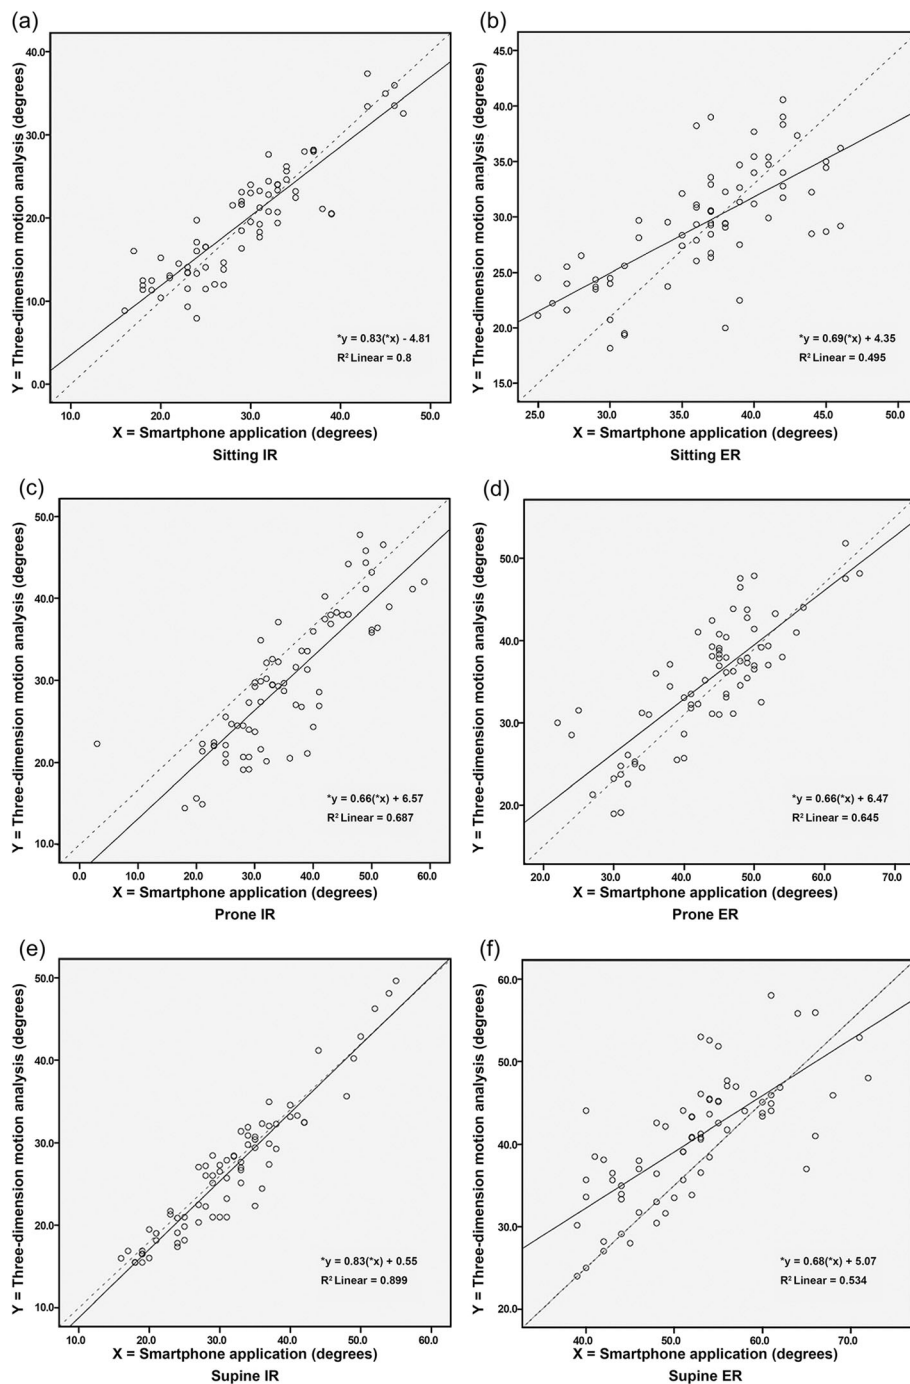 (a)
Y = Three-dimension motion analysis (degrees)
40.0
30.0
20.0
10.0
0.0
*y = 0.83(*x) - 4.81
R² Linear = 0.8
10.0 20.0 30.0 40.0 50.0
X = Smartphone application (degrees)
Sitting IR
(b)
Y = Three-dimension motion analysis (degrees)
45.0
40.0
35.0
30.0
25.0
20.0
15.0
*y = 0.69(*x) + 4.35
R² Linear = 0.495
25.0 30.0 35.0 40.0 45.0 50.0
X = Smartphone application (degrees)
Sitting ER
(c)
Y = Three-dimension motion analysis (degrees)
50.0
40.0
30.0
20.0
10.0
*y = 0.66(*x) + 6.57
R² Linear = 0.687
0.0 10.0 20.0 30.0 40.0 50.0 60.0
X = Smartphone application (degrees)
Prone IR
(d)
Y = Three-dimension motion analysis (degrees)
50.0
40.0
30.0
20.0
*y = 0.66(*x) + 6.47
R² Linear = 0.645
20.0 30.0 40.0 50.0 60.0 70.0
X = Smartphone application (degrees)
Prone ER
(e)
Y = Three-dimension motion analysis (degrees)
50.0
40.0
30.0
20.0
10.0
*y = 0.83(*x) + 0.55
R² Linear = 0.899
10.0 20.0 30.0 40.0 50.0 60.0
X = Smartphone application (degrees)
Supine IR
(f)
Y = Three-dimension motion analysis (degrees)
60.0
50.0
40.0
30.0
20.0
*y = 0.68(*x) + 5.07
R² Linear = 0.534
40.0 50.0 60.0 70.0
X = Smartphone application (degrees)
Supine ER